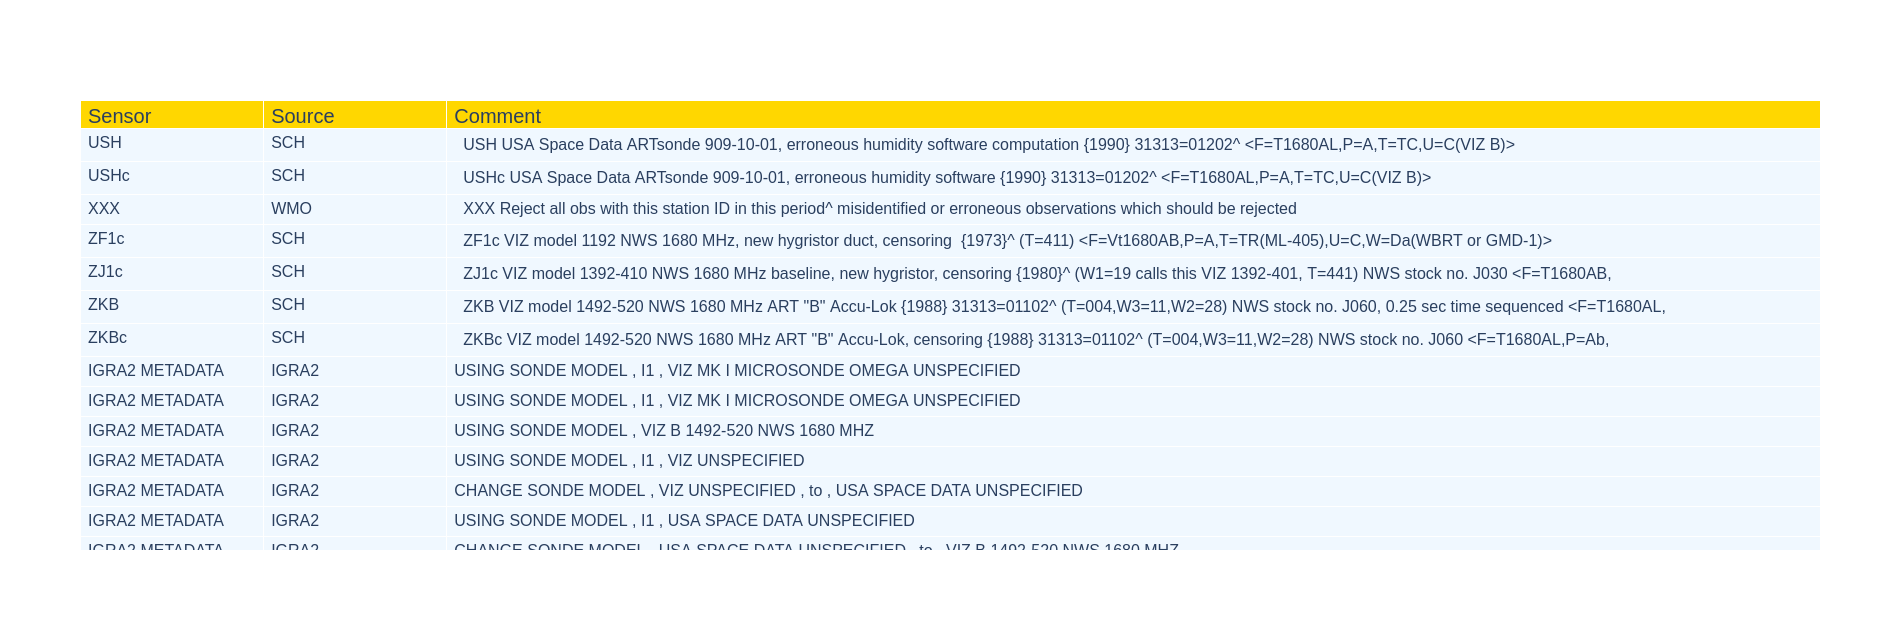 Sensor Source Comment
USH SCH USH USA Space Data ARTsonde 909-10-01, erroneous humidity software computation {1990} 31313=01202^ <F=T1680AL,P=A,T=TC,U=C(VIZ B)>
USHc SCH USHc USA Space Data ARTsonde 909-10-01, erroneous humidity software {1990} 31313=01202^ <F=T1680AL,P=A,T=TC,U=C(VIZ B)>
XXX WMO XXX Reject all obs with this station ID in this period^ misidentified or erroneous observations which should be rejected
ZF1c SCH ZF1c VIZ model 1192 NWS 1680 MHz, new hygristor duct, censoring  {1973}^ (T=411) <F=Vt1680AB,P=A,T=TR(ML-405),U=C,W=Da(WBRT or GMD-1)>
ZJ1c SCH ZJ1c VIZ model 1392-410 NWS 1680 MHz baseline, new hygristor, censoring {1980}^ (W1=19 calls this VIZ 1392-401, T=441) NWS stock no. J030 <F=T1680AB,
ZKB SCH ZKB VIZ model 1492-520 NWS 1680 MHz ART "B" Accu-Lok {1988} 31313=01102^ (T=004,W3=11,W2=28) NWS stock no. J060, 0.25 sec time sequenced <F=T1680AL,
ZKBc SCH ZKBc VIZ model 1492-520 NWS 1680 MHz ART "B" Accu-Lok, censoring {1988} 31313=01102^ (T=004,W3=11,W2=28) NWS stock no. J060 <F=T1680AL,P=Ab,
IGRA2 METADATA IGRA2 USING SONDE MODEL , I1 , VIZ MK I MICROSONDE OMEGA UNSPECIFIED
IGRA2 METADATA IGRA2 USING SONDE MODEL , I1 , VIZ MK I MICROSONDE OMEGA UNSPECIFIED
IGRA2 METADATA IGRA2 USING SONDE MODEL , VIZ B 1492-520 NWS 1680 MHZ
IGRA2 METADATA IGRA2 USING SONDE MODEL , I1 , VIZ UNSPECIFIED
IGRA2 METADATA IGRA2 CHANGE SONDE MODEL , VIZ UNSPECIFIED , to , USA SPACE DATA UNSPECIFIED
IGRA2 METADATA IGRA2 USING SONDE MODEL , I1 , USA SPACE DATA UNSPECIFIED
IGRA2 METADATA IGRA2 CHANGE SONDE MODEL , USA SPACE DATA UNSPECIFIED , to , VIZ B 1492-520 NWS 1680 MHZ